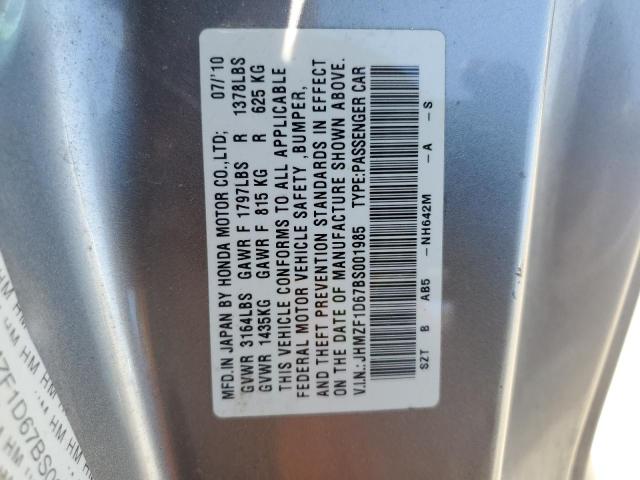 MFD.IN JAPAN BY HONDA MOTOR CO.,LTD; 07/'10
GVWR 3164LBS GAWR F 1797LBS R 1378LBS
GVWR 1435KG GAWR F 815 KG R 625 KG
THIS VEHICLE CONFORMS TO ALL APPLICABLE
FEDERAL MOTOR VEHICLE SAFETY ,BUMPER,
AND THEFT PREVENTION STANDARDS IN EFFECT
ON THE DATE OF MANUFACTURE SHOWN ABOVE.
V.I.N.: JHMZF1D67BS001985 TYPE:PASSENGER CAR
SZT B AB5 -NH642M -A -S